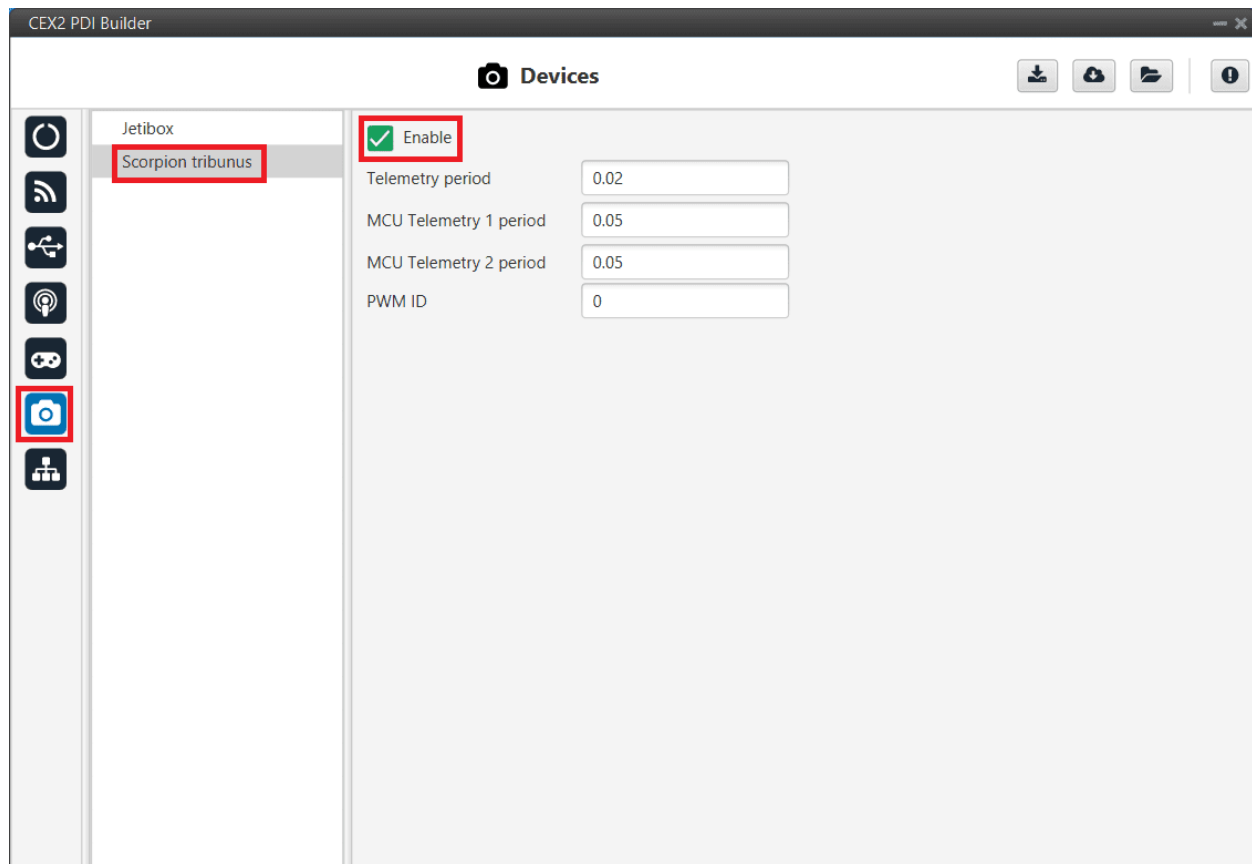 CEX2 PDI Builder
Devices
Jetibox
Scorpion tribunus
Enable
Telemetry period 0.02
MCU Telemetry 1 period 0.05
MCU Telemetry 2 period 0.05
PWM ID 0